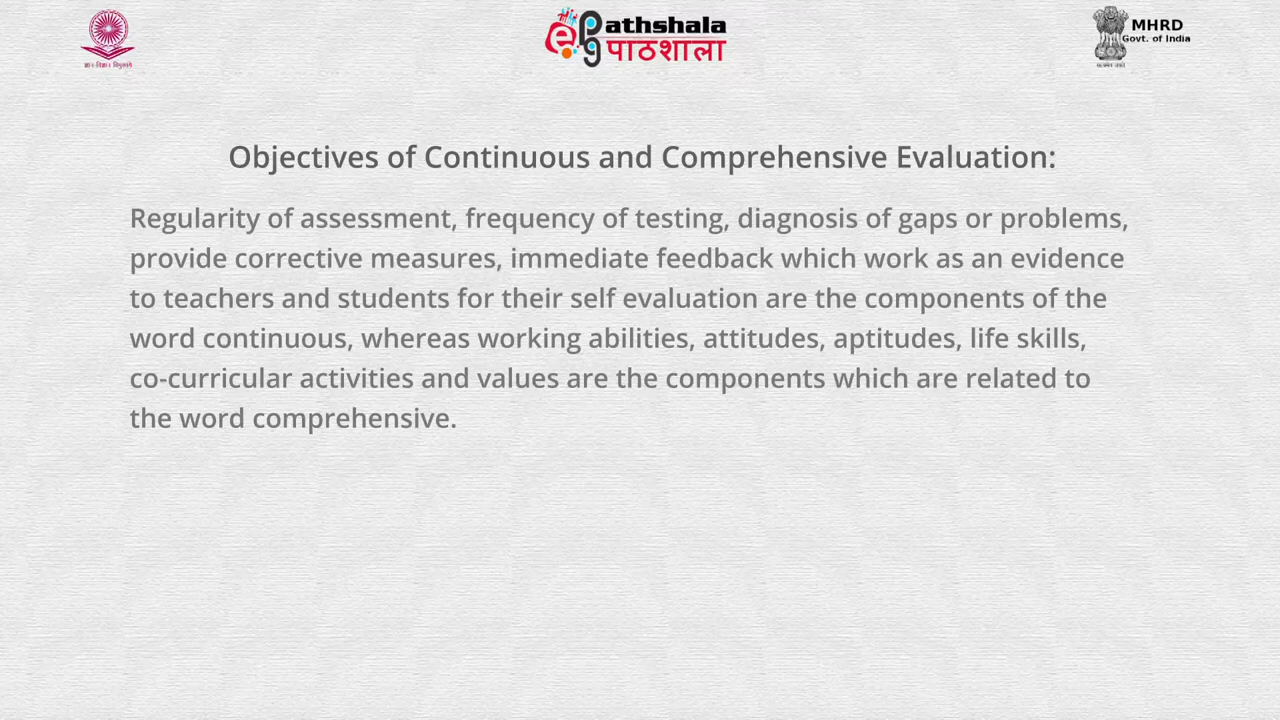 ePathshala
पाठशाला
MHRD
Govt. of India
Objectives of Continuous and Comprehensive Evaluation:
Regularity of assessment, frequency of testing, diagnosis of gaps or problems,
provide corrective measures, immediate feedback which work as an evidence
to teachers and students for their self evaluation are the components of the
word continuous, whereas working abilities, attitudes, aptitudes, life skills,
co-curricular activities and values are the components which are related to
the word comprehensive.